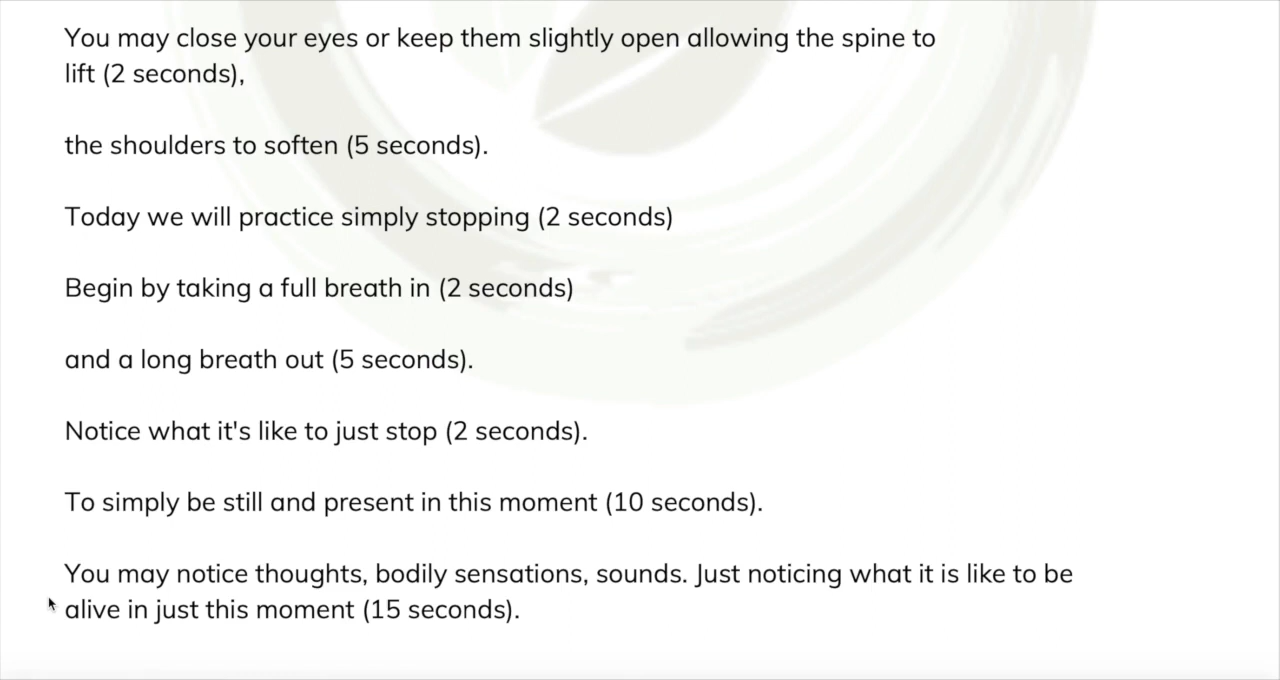 You may close your eyes or keep them slightly open allowing the spine to
lift (2 seconds),
the shoulders to soften (5 seconds).
Today we will practice simply stopping (2 seconds)
Begin by taking a full breath in (2 seconds)
and a long breath out (5 seconds).
Notice what it's like to just stop (2 seconds).
To simply be still and present in this moment (10 seconds).
You may notice thoughts, bodily sensations, sounds. Just noticing what it is like to be
alive in just this moment (15 seconds).